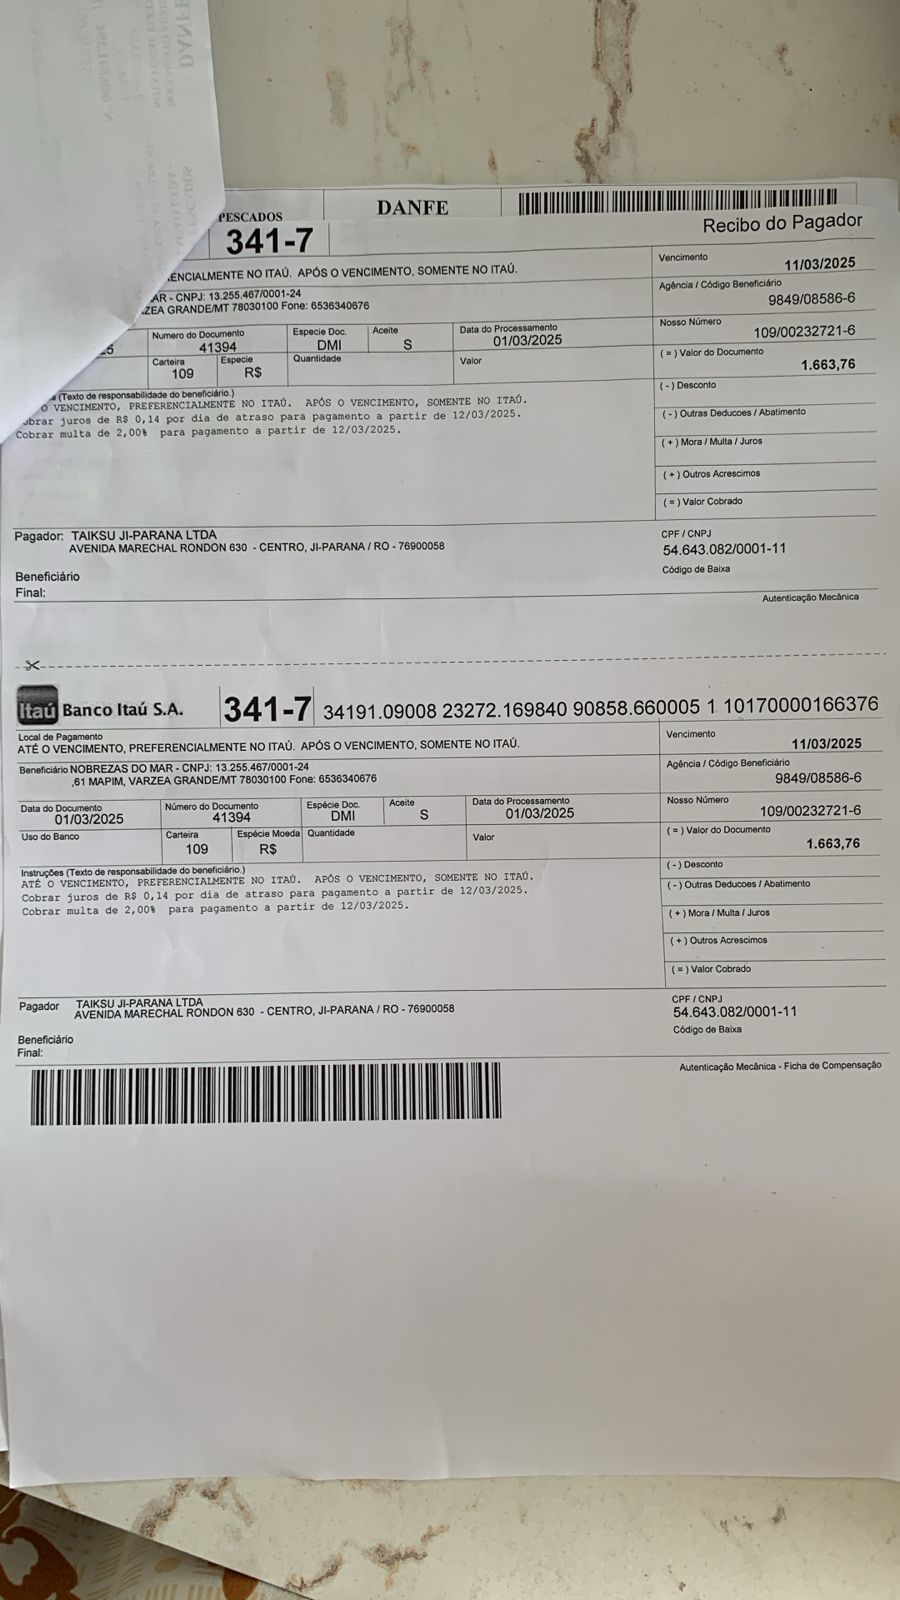 PESCADOS
DANFE
341-7
Recibo do Pagador
ENCIALMENTE NO ITAÚ. APÓS O VENCIMENTO, SOMENTE NO ITAÚ.
Vencimento
11/03/2025
AR - CNPJ: 13.255.467/0001-24
ZEA GRANDE/MT 78030100 Fone: 6536340676
Agência / Código Beneficiário
9849/08586-6
Numero do Documento
41394
Especie Doc.
DMI
Aceite
S
Data do Processamento
01/03/2025
Nosso Número
109/00232721-6
Carteira
109
Especie
R$
Quantidade
Valor
( = ) Valor do Documento
1.663,76
(Texto de responsabilidade do beneficiário.)
O VENCIMENTO, PREFERENCIALMENTE NO ITAÚ. APÓS O VENCIMENTO, SOMENTE NO ITAÚ.
obrar juros de R$ 0,14 por dia de atraso para pagamento a partir de 12/03/2025.
Cobrar multa de 2,00% para pagamento a partir de 12/03/2025.
( - ) Desconto
( - ) Outras Deducoes / Abatimento
( + ) Mora / Multa / Juros
( + ) Outros Acrescimos
( = ) Valor Cobrado
Pagador: TAIKSU JI-PARANA LTDA
AVENIDA MARECHAL RONDON 630 - CENTRO, JI-PARANA / RO - 76900058
CPF / CNPJ
54.643.082/0001-11
Código de Baixa
Beneficiário
Final:
Autenticação Mecânica
Itaú Banco Itaú S.A. 341-7 34191.09008 23272.169840 90858.660005 1 10170000166376
Local de Pagamento
ATÉ O VENCIMENTO, PREFERENCIALMENTE NO ITAÚ. APÓS O VENCIMENTO, SOMENTE NO ITAÚ.
Vencimento
11/03/2025
Beneficiário NOBREZAS DO MAR - CNPJ: 13.255.467/0001-24
,61 MAPIM, VARZEA GRANDE/MT 78030100 Fone: 6536340676
Agência / Código Beneficiário
9849/08586-6
Data do Documento
01/03/2025
Número do Documento
41394
Espécie Doc.
DMI
Aceite
S
Data do Processamento
01/03/2025
Nosso Número
109/00232721-6
Uso do Banco
Carteira
109
Espécie Moeda
R$
Quantidade
Valor
( = ) Valor do Documento
1.663,76
Instruções (Texto de responsabilidade do beneficiário.)
ATÉ O VENCIMENTO, PREFERENCIALMENTE NO ITAÚ. APÓS O VENCIMENTO, SOMENTE NO ITAÚ.
Cobrar juros de R$ 0,14 por dia de atraso para pagamento a partir de 12/03/2025.
Cobrar multa de 2,00% para pagamento a partir de 12/03/2025.
( - ) Desconto
( - ) Outras Deducoes / Abatimento
( + ) Mora / Multa / Juros
( + ) Outros Acrescimos
( = ) Valor Cobrado
Pagador TAIKSU JI-PARANA LTDA
AVENIDA MARECHAL RONDON 630 - CENTRO, JI-PARANA / RO - 76900058
CPF / CNPJ
54.643.082/0001-11
Código de Baixa
Beneficiário
Final:
Autenticação Mecânica - Ficha de Compensação